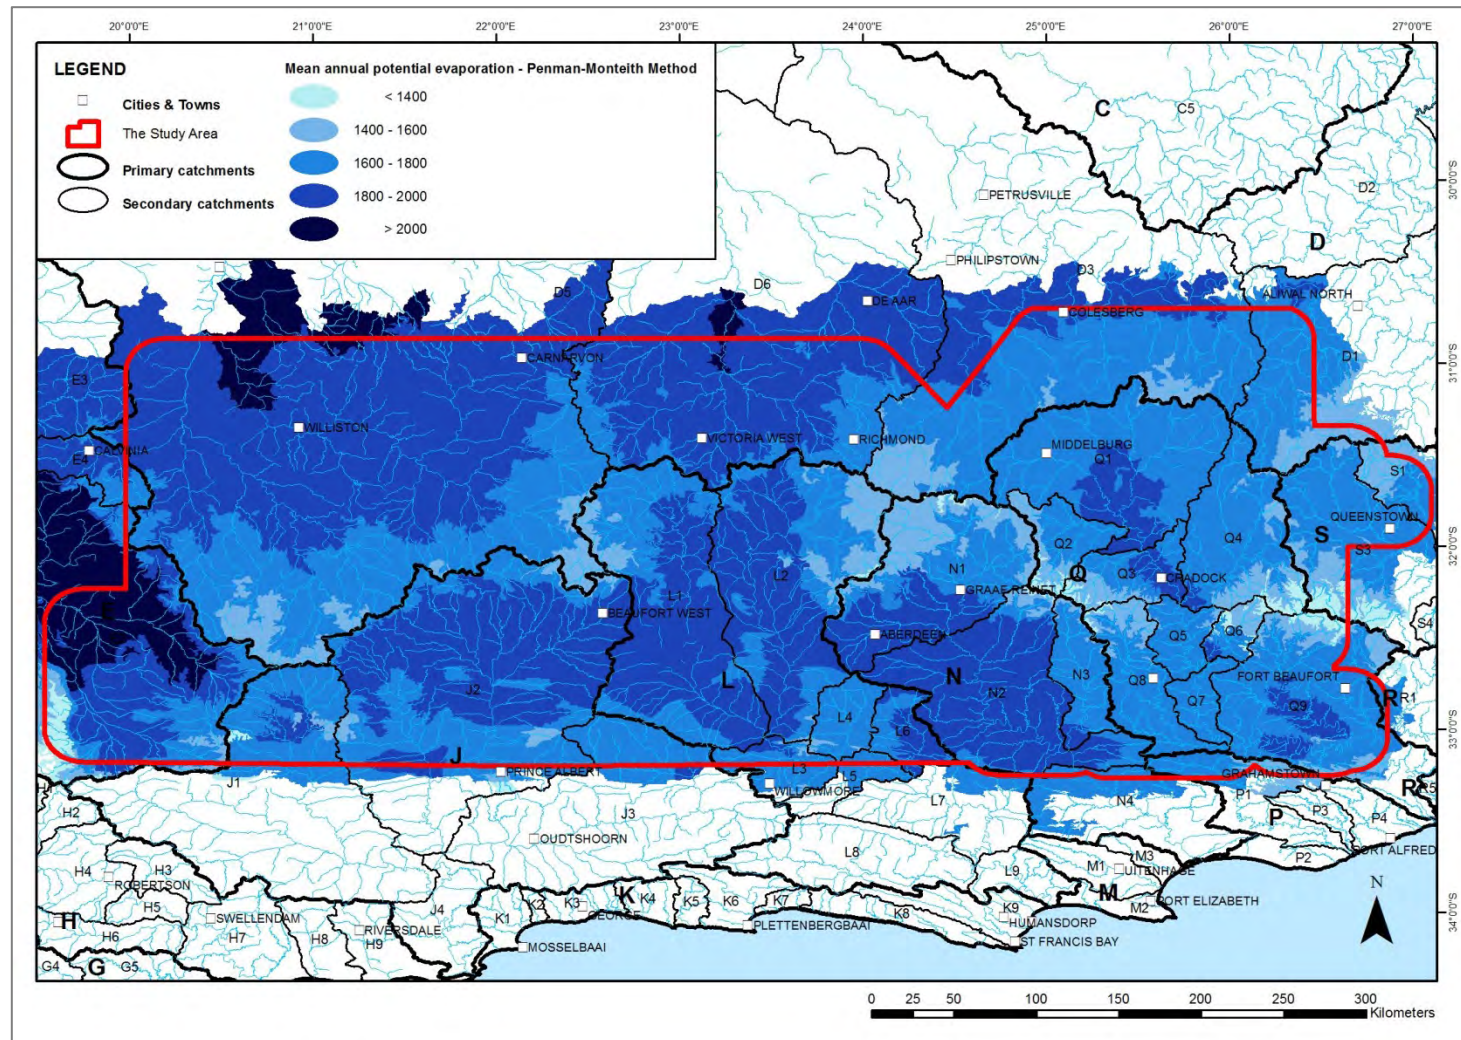 20°0'0"E 21°0'0"E 22°0'0"E 23°0'0"E 24°0'0"E 25°0'0"E 26°0'0"E 27°0'0"E
LEGEND
Cities & Towns
The Study Area
Primary catchments
Secondary catchments
Mean annual potential evaporation - Penman-Monteith Method
< 1400
1400 - 1600
1600 - 1800
1800 - 2000
> 2000
C
C5
D2
30°0'0"S
PETRUSVILLE
D
PHILIPSTOWN
D3
D6
D5
DE AAR
ALIWAL NORTH
COLESBERG
D1
31°0'0"S
CARNARVON
E3
WILLISTON
VICTORIA WEST
RICHMOND
MIDDELBURG
Q1
CALVINIA
E4
S1
QUEENSTOWN
S
S3
32°0'0"S
Q2
Q4
L2
N1
Q
Q3
CRADOCK
GRAAF REINET
L1
BEAUFORT WEST
E
ABERDEEN
Q5
Q6
S4
L
N
N3
Q8
FORT BEAUFORT
J2
N2
Q7
Q9
R
R1
L4
L6
33°0'0"S
J
PRINCE ALBERT
L3
L5
WILLOWMORE
GRAHAMSTOWN
J1
L7
N4
P1
R
R5
H1
H2
P3
P
P4
J3
OUDTSHOORN
PORT ALFRED
L8
P2
M3
H4
H3
ROBERTSON
L9
M1
UITENHAGE
M
H5
K1
K2
K3
K
K4
K5
K6
K7
K8
K9
M2
PORT ELIZABETH
N
H
SWELLENDAM
J4
GEORGE
HUMANSDORP
34°0'0"S
H6
H7
H8
RIVERSDALE
H9
MOSSELBAAI
PLETTENBERGBAAI
ST FRANCIS BAY
G4
G
G5
0 25 50 100 150 200 250 300
Kilometers